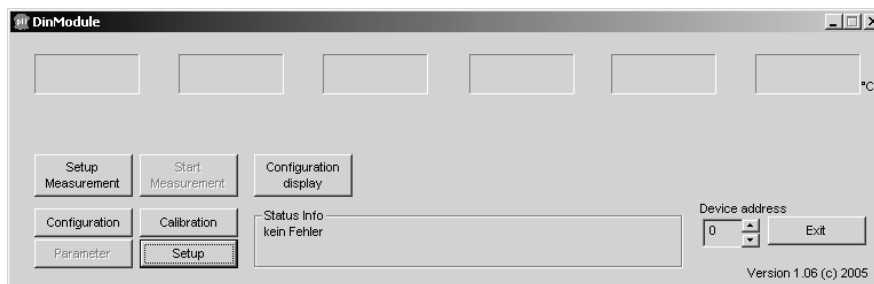 pH DinModule
°C
Setup
Measurement
Start
Measurement
Configuration
display
Configuration
Calibration
Parameter
Setup
Status Info
kein Fehler
Device address
0
Exit
Version 1.06 (c) 2005